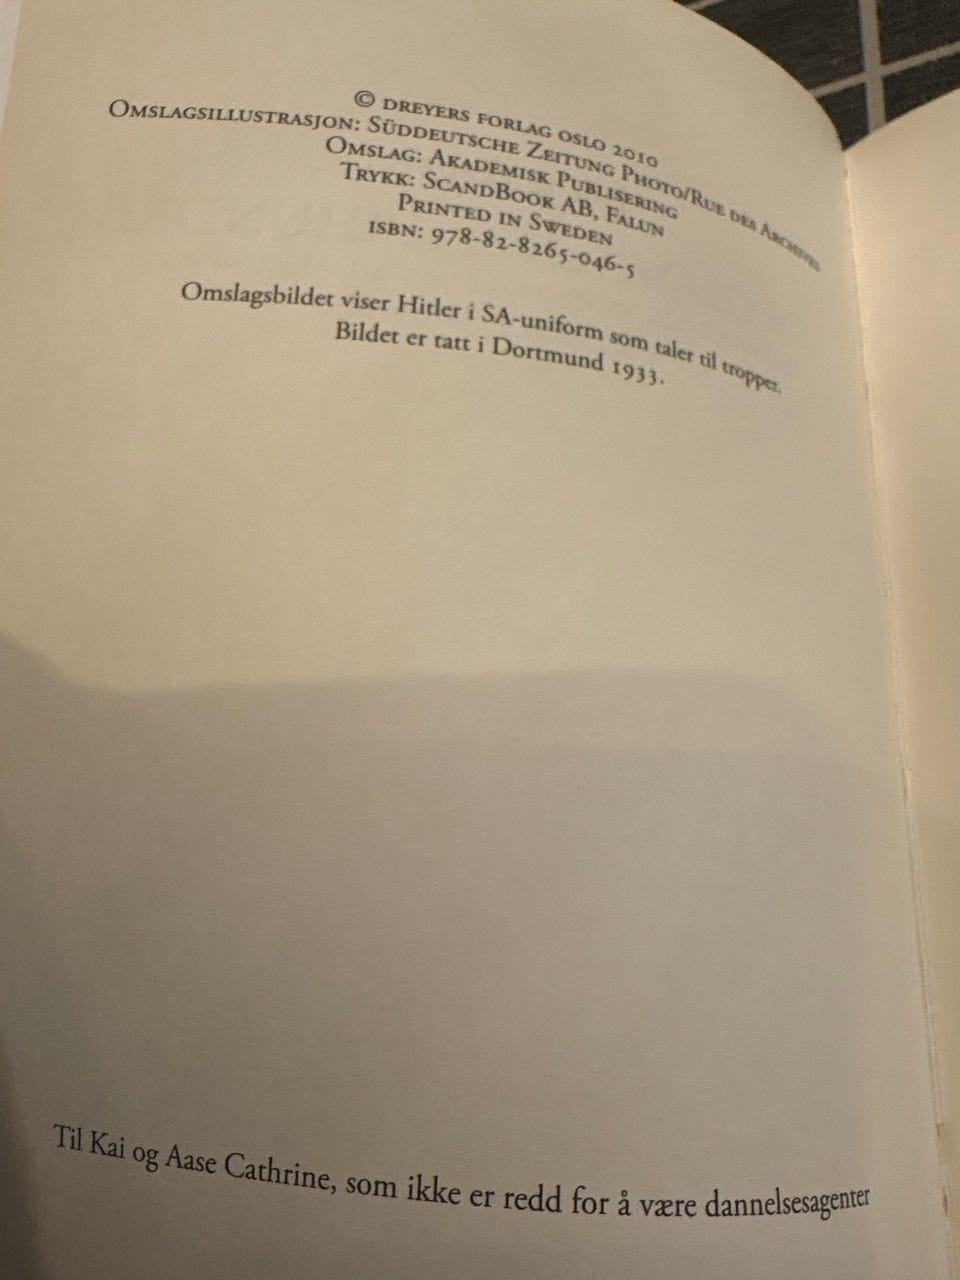 © DREYERS FORLAG OSLO 2010
OMSLAGSILLUSTRASJON: SÜDDEUTSCHE ZEITUNG PHOTO/RUE DES ARCHIVES
OMSLAG: AKADEMISK PUBLISERING
TRYKK: SCANDBOOK AB, FALUN
PRINTED IN SWEDEN
ISBN: 978-82-8265-046-5
Omslagsbildet viser Hitler i SA-uniform som taler til tropper.
Bildet er tatt i Dortmund 1933.
Til Kai og Aase Cathrine, som ikke er redd for å være dannelsesagenter